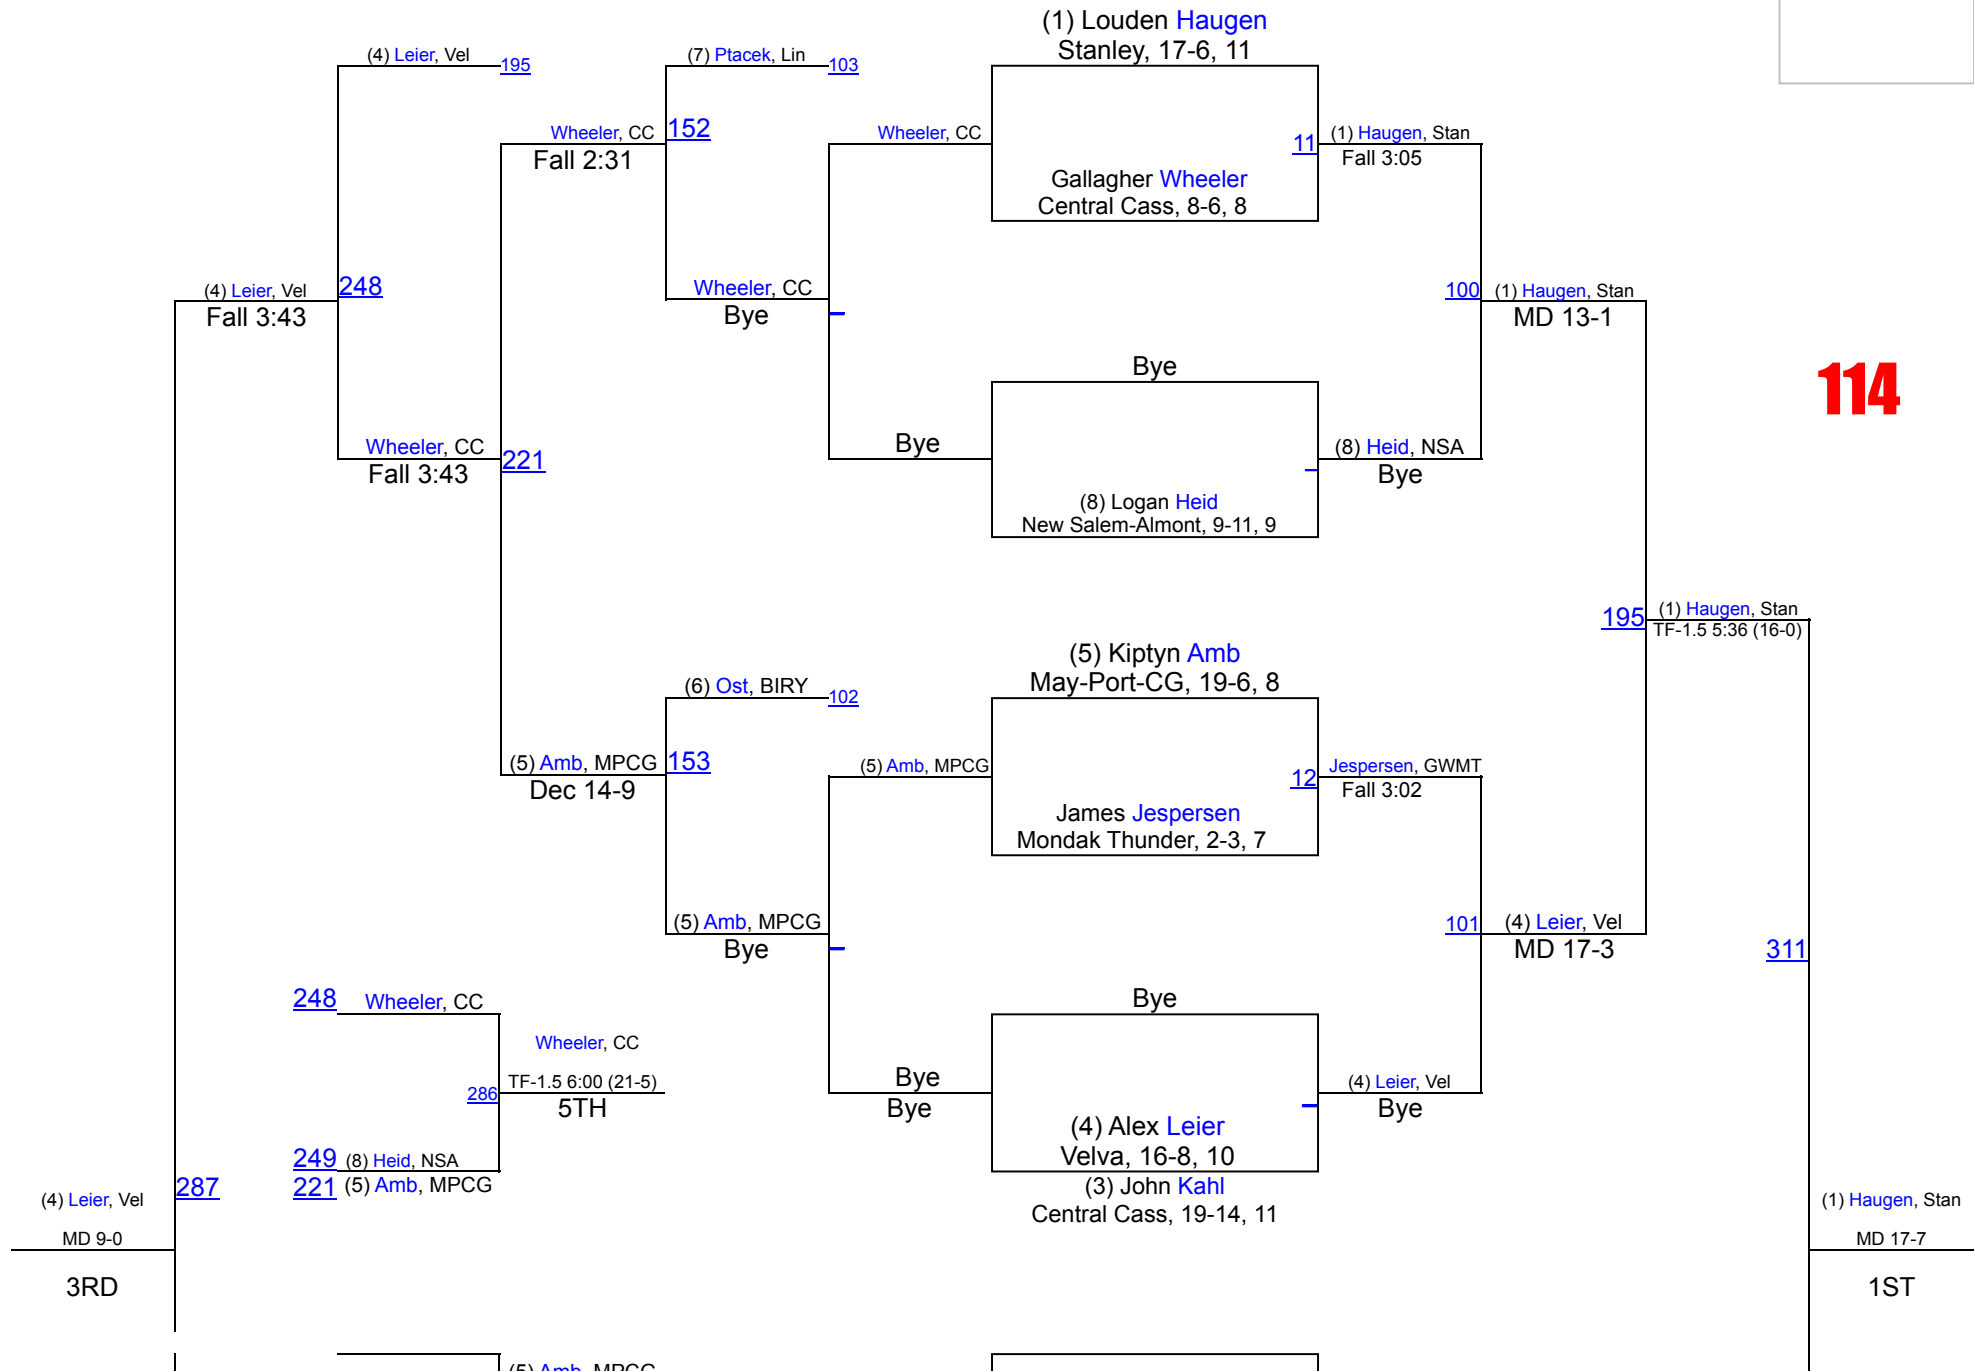 (1) Louden Haugen
Stanley, 17-6, 11
(4) Leier, Vel
195
(7) Ptacek, Lin
103
Wheeler, CC
152
Fall 2:31
Wheeler, CC
11
(1) Haugen, Stan
Fall 3:05
Gallagher Wheeler
Central Cass, 8-6, 8
(4) Leier, Vel
248
Fall 3:43
Wheeler, CC
Bye
100
(1) Haugen, Stan
MD 13-1
Bye
114
Wheeler, CC
221
Fall 3:43
Bye
(8) Heid, NSA
Bye
(8) Logan Heid
New Salem-Almont, 9-11, 9
195
(1) Haugen, Stan
TF-1.5 5:36 (16-0)
(5) Kiptyn Amb
May-Port-CG, 19-6, 8
(6) Ost, BIRY
102
(5) Amb, MPCG
153
Dec 14-9
(5) Amb, MPCG
12
Jespersen, GWMT
Fall 3:02
James Jespersen
Mondak Thunder, 2-3, 7
(5) Amb, MPCG
Bye
101
(4) Leier, Vel
MD 17-3
311
248
Wheeler, CC
Bye
Wheeler, CC
286
TF-1.5 6:00 (21-5)
5TH
Bye
Bye
(4) Leier, Vel
Bye
(4) Alex Leier
Velva, 16-8, 10
249
(8) Heid, NSA
221
(5) Amb, MPCG
287
(3) John Kahl
Central Cass, 19-14, 11
(4) Leier, Vel
MD 9-0
3RD
(1) Haugen, Stan
MD 17-7
1ST
(5) Amb, MPCG